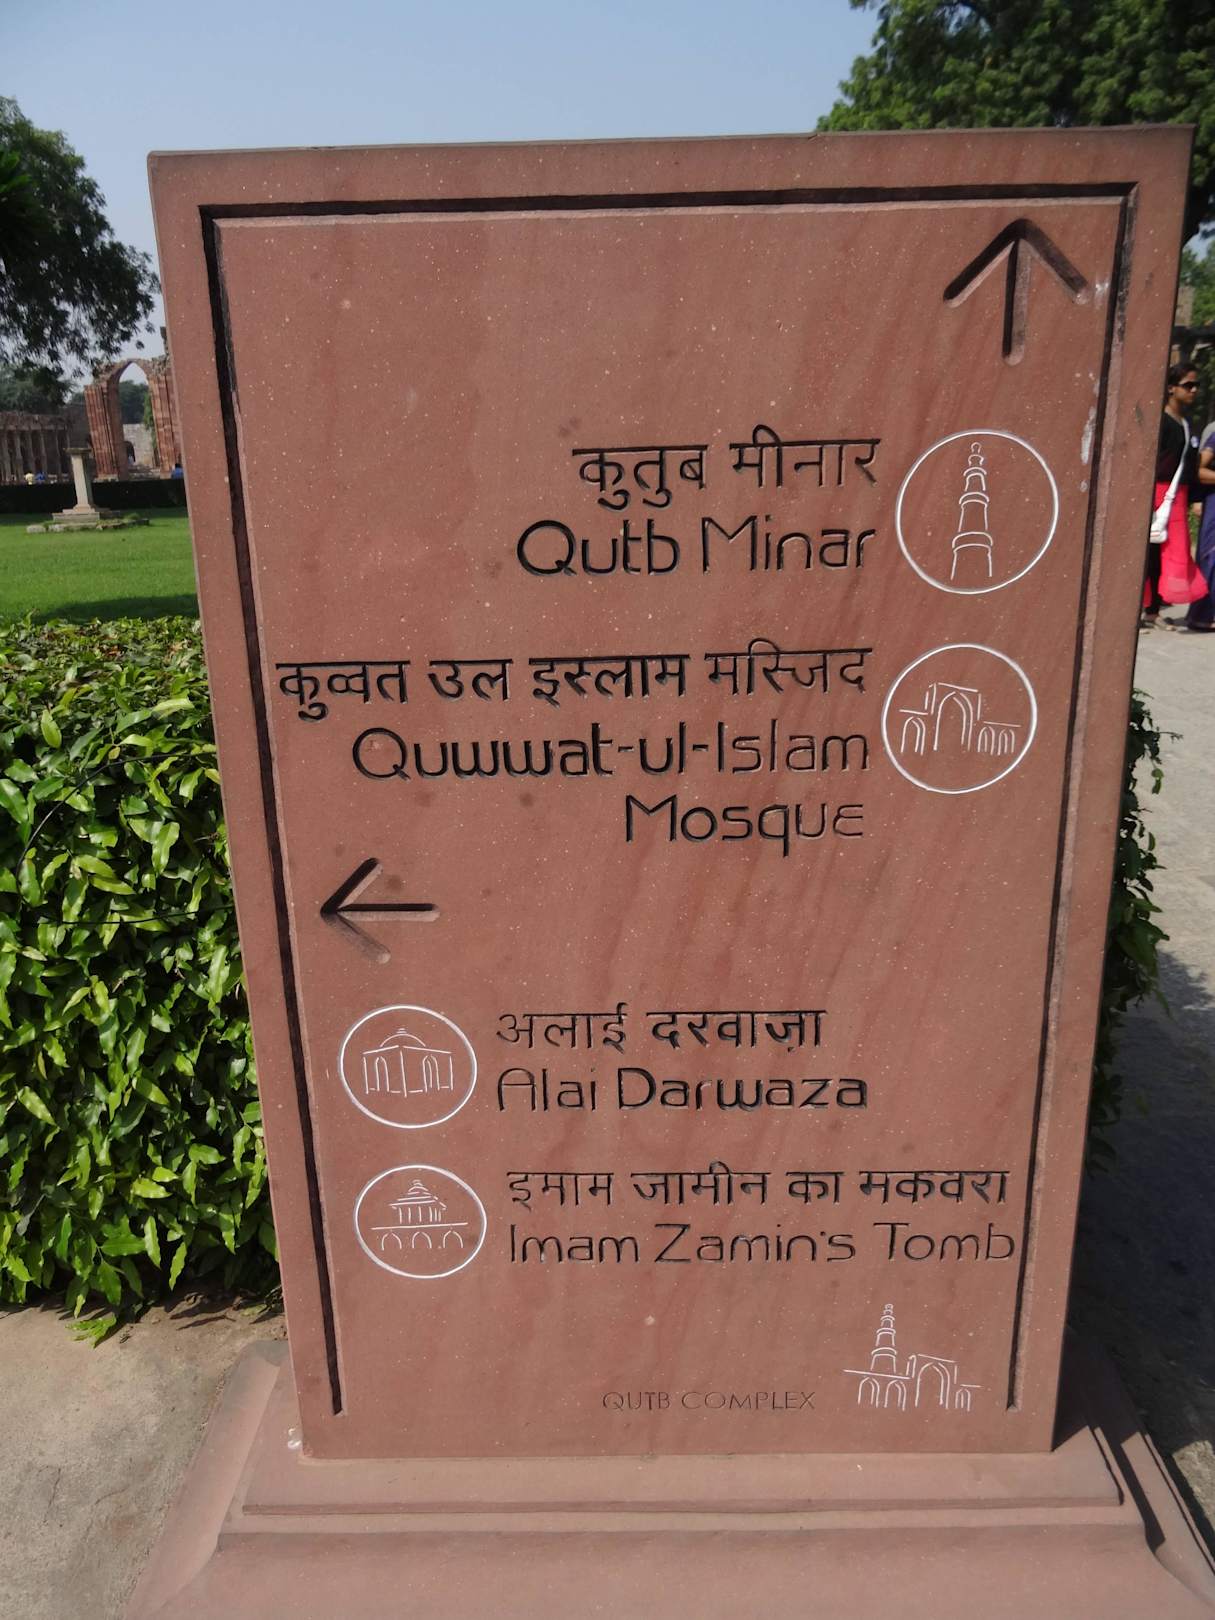 कुतुब मीनार
Qutb Minar
कुव्वत उल इस्लाम मस्जिद
Quwwat-ul-Islam
Mosque
अलाई दरवाज़ा
Alai Darwaza
इमाम जामीन का मकवरा
Imam Zamin's Tomb
QUTB COMPLEX